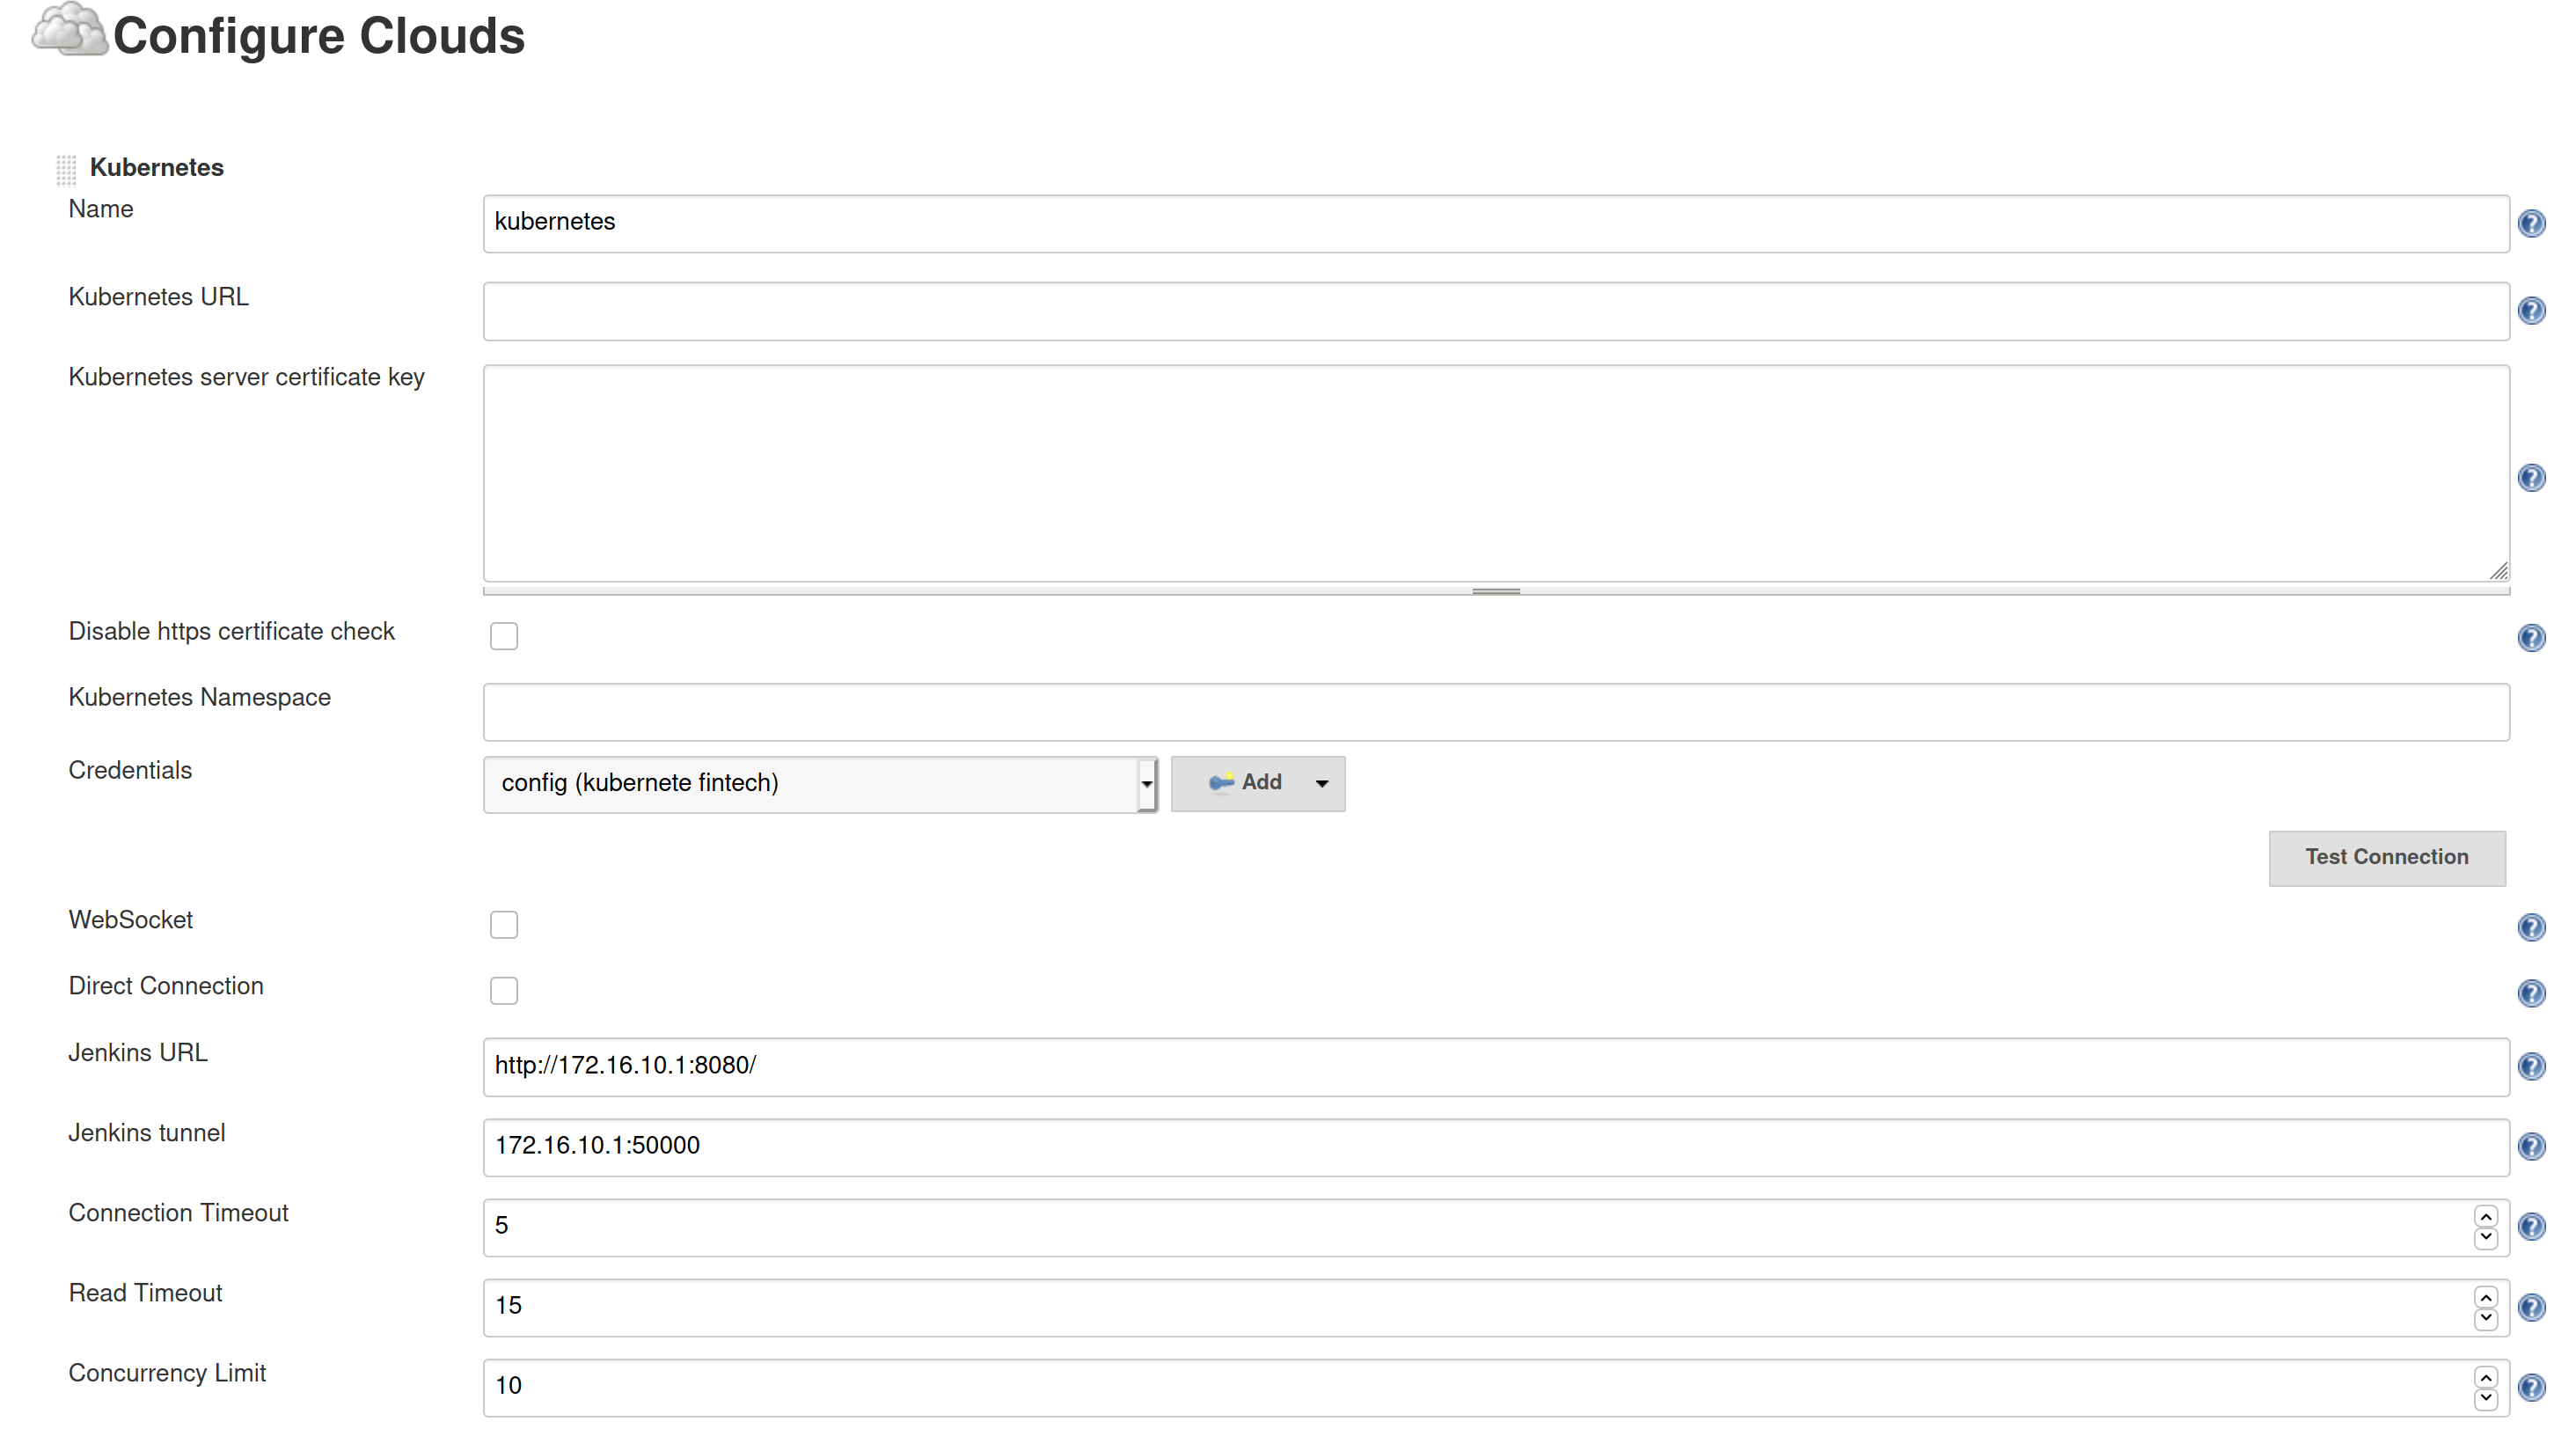 Configure Clouds
Kubernetes
Name
kubernetes
Kubernetes URL
Kubernetes server certificate key
Disable https certificate check
Kubernetes Namespace
Credentials
config (kubernete fintech)
Add
Test Connection
WebSocket
Direct Connection
Jenkins URL
http://172.16.10.1:8080/
Jenkins tunnel
172.16.10.1:50000
Connection Timeout
5
Read Timeout
15
Concurrency Limit
10